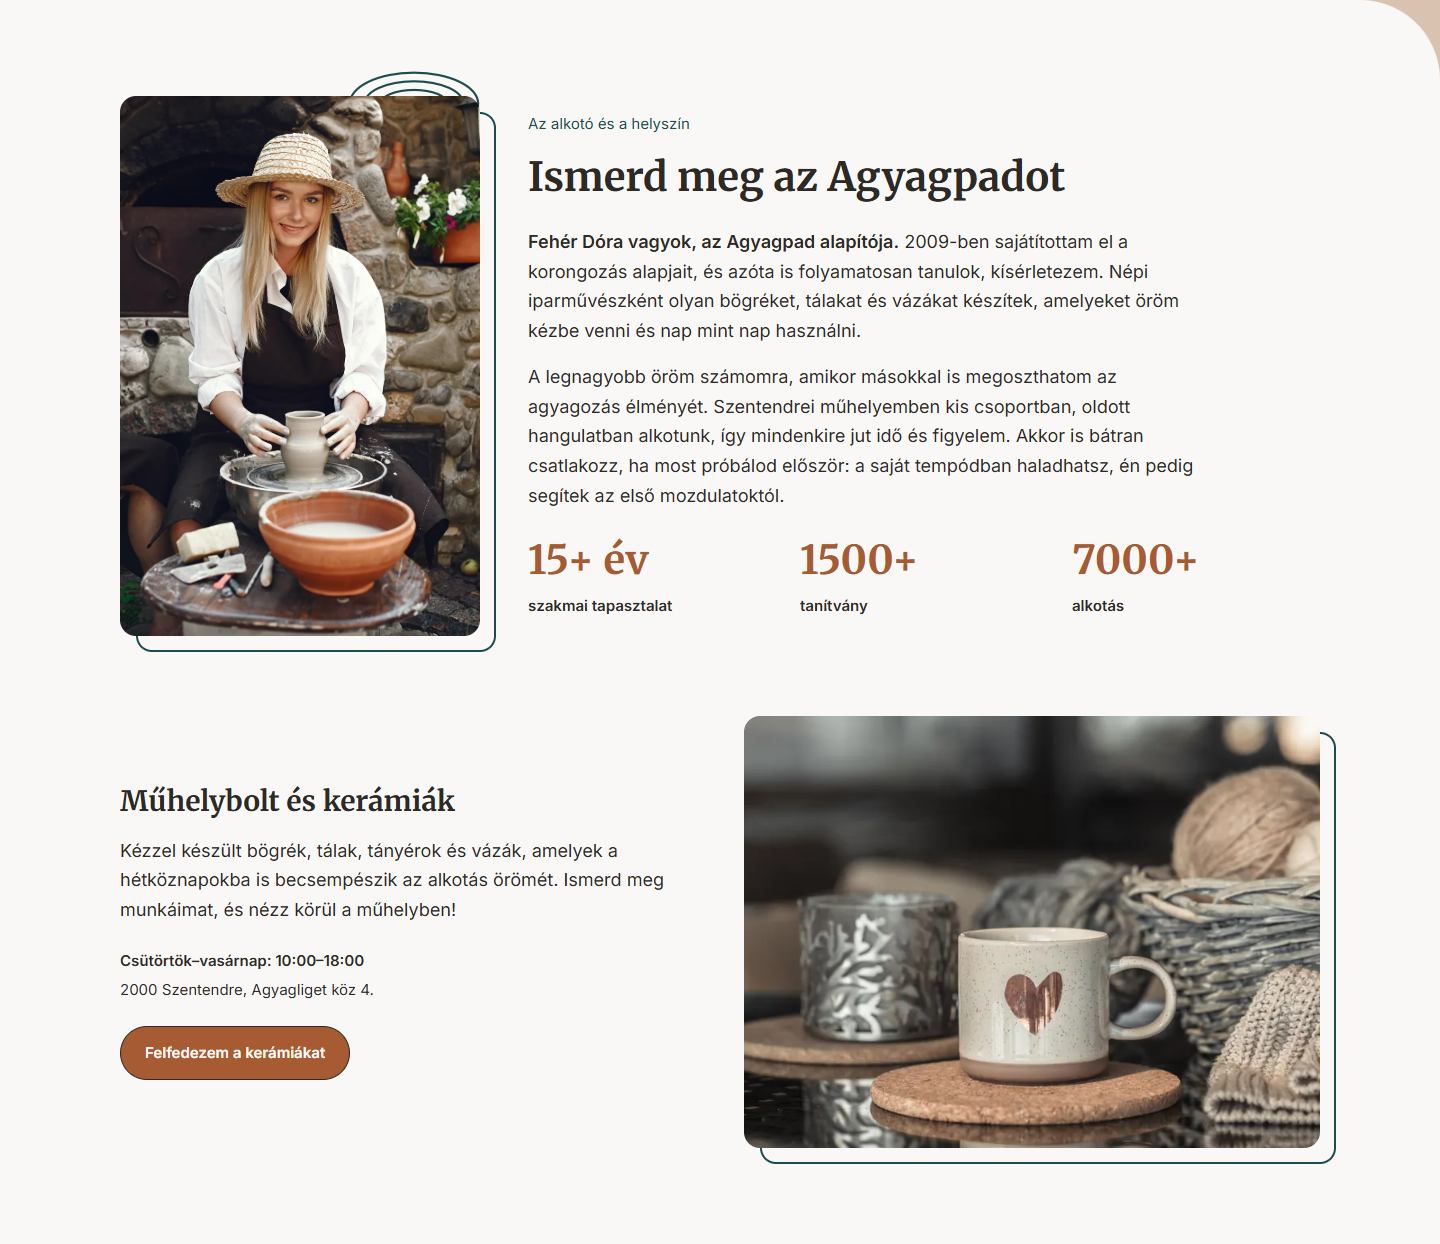 Az alkotó és a helyszín
Ismerd meg az Agyagpadot
Fehér Dóra vagyok, az Agyagpad alapítója. 2009-ben sajátítottam el a
korongozás alapjait, és azóta is folyamatosan tanulok, kísérletezem. Népi
iparművészként olyan bögréket, tálakat és vázákat készítek, amelyeket öröm
kézbe venni és nap mint nap használni.
A legnagyobb öröm számomra, amikor másokkal is megoszthatom az
agyagozás élményét. Szentendrei műhelyemben kis csoportban, oldott
hangulatban alkotunk, így mindenkire jut idő és figyelem. Akkor is bátran
csatlakozz, ha most próbálod először: a saját tempódban haladhatsz, én pedig
segítek az első mozdulatoktól.
15+ év
szakmai tapasztalat
1500+
tanítvány
7000+
alkotás
Műhelybolt és kerámiák
Kézzel készült bögrék, tálak, tányérok és vázák, amelyek a
hétköznapokba is becsempészik az alkotás örömét. Ismerd meg
munkáimat, és nézz körül a műhelyben!
Csütörtök–vasárnap: 10:00–18:00
2000 Szentendre, Agyagliget köz 4.
Felfedezem a kerámiákat